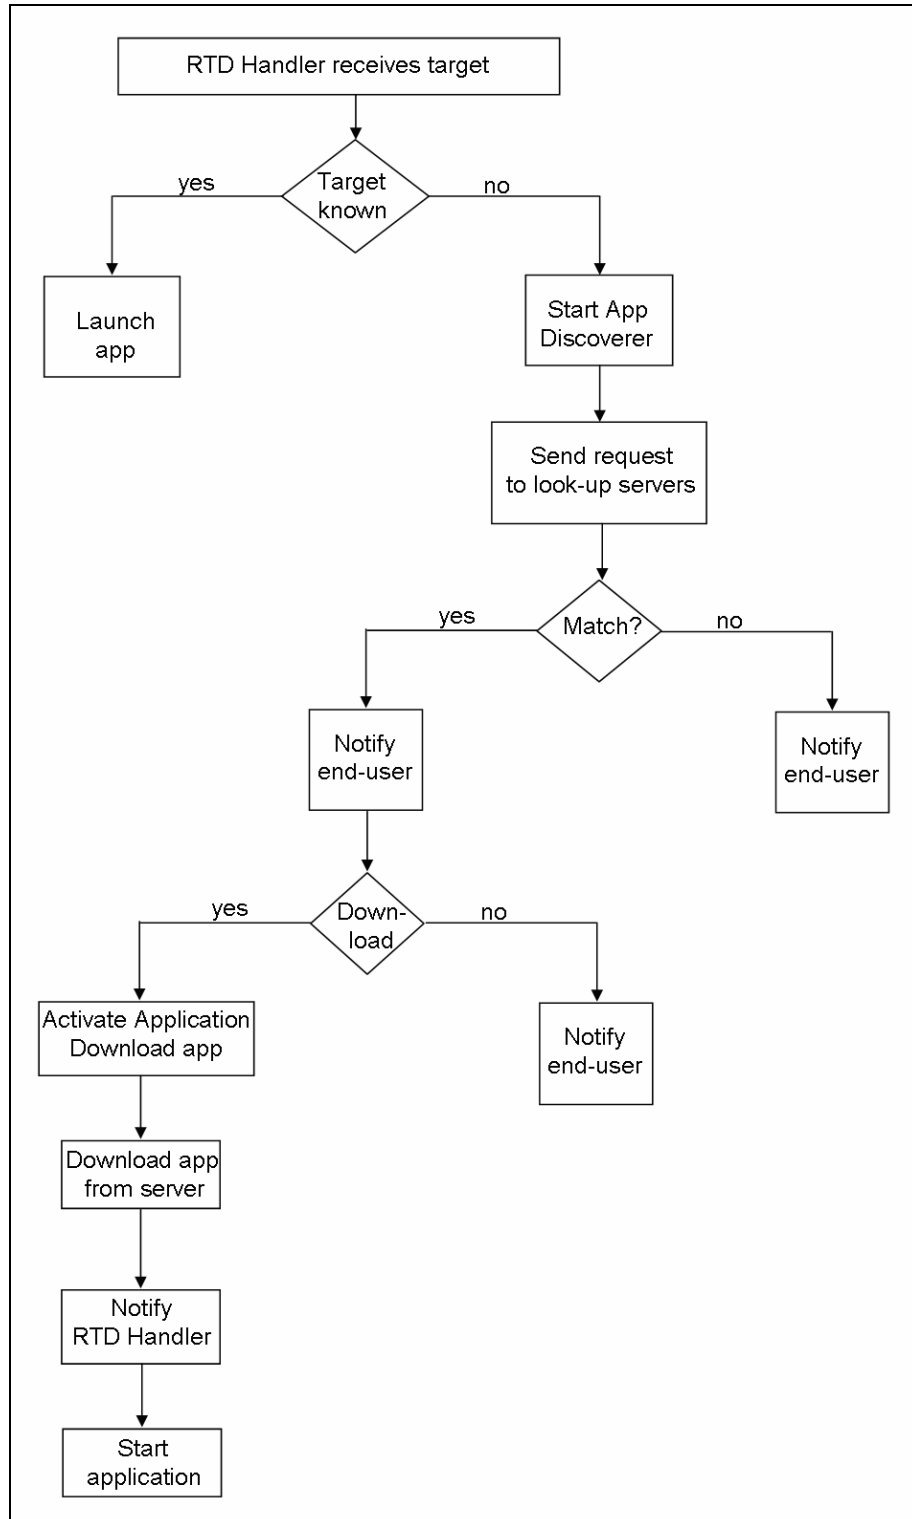 RTD Handler receives target
yes
Target
known
no
Launch
app
Start App
Discoverer
Send request
to look-up servers
yes
Match?
no
Notify
end-user
Notify
end-user
yes
Down-
load
no
Activate Application
Download app
Notify
end-user
Download app
from server
Notify
RTD Handler
Start
application